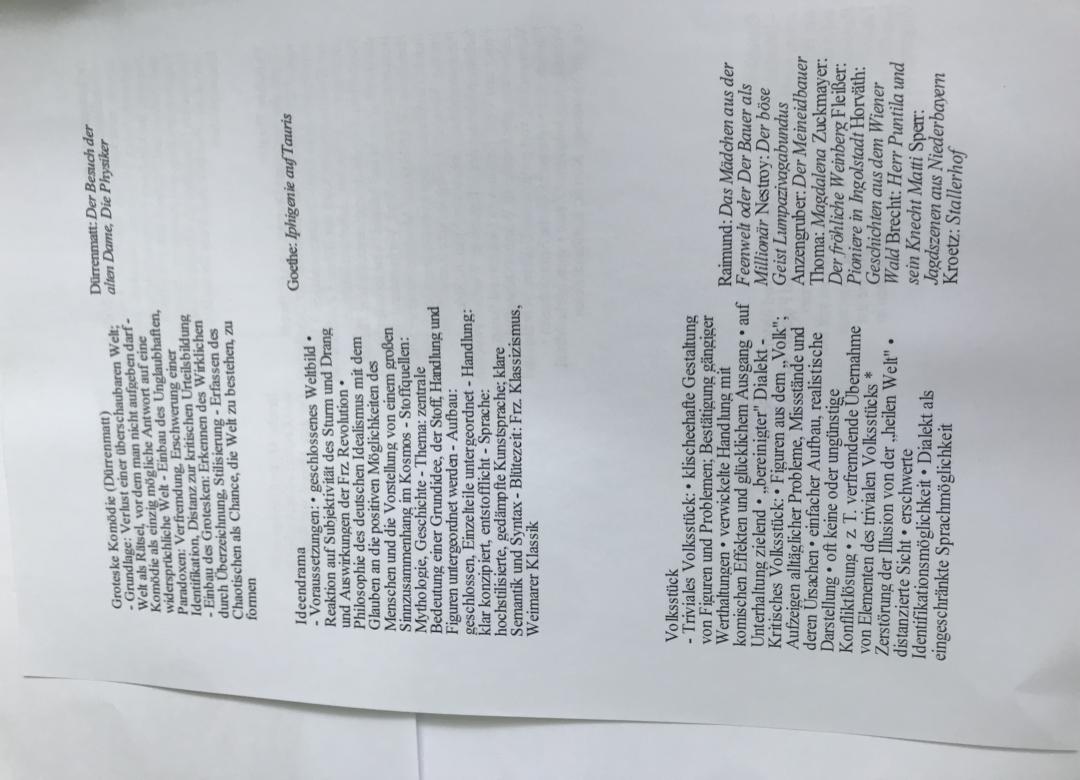 Groteske Komödie (Dürrenmatt)
- Grundlage: Verlust einer überschaubaren Welt;
Welt als Rätsel, vor dem man nicht aufgeben darf -
Komödie als einzig mögliche Antwort auf eine
widersprüchliche Welt - Einbau des Unglaubhaften,
Paradoxen: Verfremdung, Erschwerung einer
Identifikation, Distanz zur kritischen Urteilsbildung
- Einbau des Grotesken: Erkennen des Wirklichen
durch Überzeichnung, Stilisierung - Erfassen des
Chaotischen als Chance, die Welt zu bestehen, zu
formen
Dürrenmatt: Der Besuch der
alten Dame, Die Physiker
Ideendrama
- Voraussetzungen: • geschlossenes Weltbild •
Reaktion auf Subjektivität des Sturm und Drang
und Auswirkungen der Frz Revolution •
Philosophie des deutschen Idealismus mit dem
Glauben an die positiven Möglichkeiten des
Menschen und die Vorstellung von einem großen
Sinnzusammenhang im Kosmos - Stoffquellen:
Mythologie, Geschichte - Thema: zentrale
Bedeutung einer Grundidee, der Stoff, Handlung und
Figuren untergeordnet werden - Aufbau:
geschlossen, Einzelteile untergeordnet - Handlung:
klar konzipiert, entstofflicht - Sprache:
hochstilisierte, gedämpfte Kunstsprache; klare
Semantik und Syntax - Blütezeit: Frz. Klassizismus,
Weimarer Klassik
Goethe: Iphigenie auf Tauris
Volksstück
- Triviales Volksstück: • klischeehafte Gestaltung
von Figuren und Problemen; Bestätigung gängiger
Werthaltungen • verwickelte Handlung mit
komischen Effekten und glücklichem Ausgang • auf
Unterhaltung zielend • „bereinigter" Dialekt -
Kritisches Volksstück: • Figuren aus dem „Volk";
Aufzeigen alltäglicher Probleme, Missstände und
deren Ursachen • einfacher Aufbau, realistische
Darstellung • oft keine oder ungünstige
Konfliktlösung • z. T. verfremdende Übernahme
von Elementen des trivialen Volksstücks *
Zerstörung der Illusion von der „heilen Welt" •
distanzierte Sicht • erschwerte
Identifikationsmöglichkeit • Dialekt als
eingeschränkte Sprachmöglichkeit
Raimund: Das Mädchen aus der
Feenwelt oder Der Bauer als
Millionär Nestroy: Der böse
Geist Lumpazivagabundus
Anzengruber: Der Meineidbauer
Thoma: Magdalena Zuckmayer:
Der fröhliche Weinberg Fleißer:
Pioniere in Ingolstadt Horváth:
Geschichten aus dem Wiener
Wald Brecht: Herr Puntila und
sein Knecht Matti Sperr:
Jagdszenen aus Niederbayern
Kroetz: Stallerhof